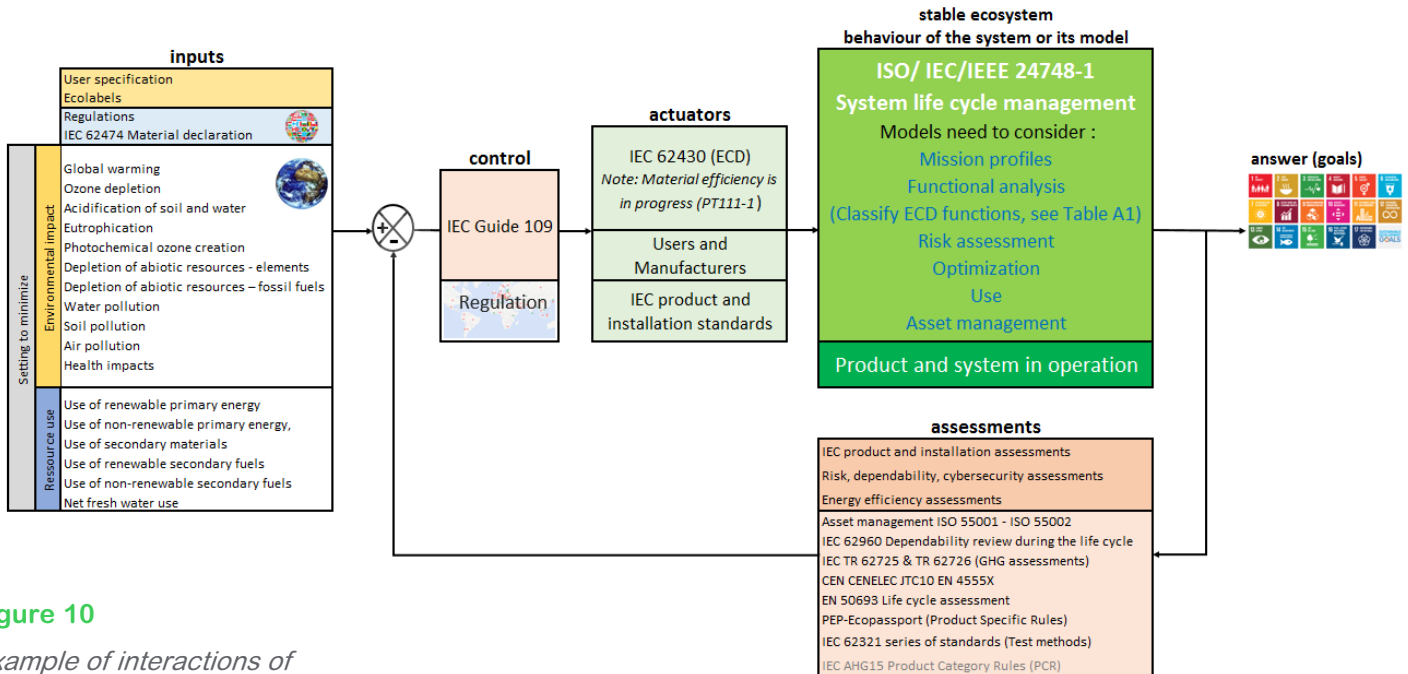 stable ecosystem
behaviour of the system or its model
inputs
User specification
Ecolabels
Regulations
IEC 62474 Material declaration
Setting to minimize
Environmental impact
Global warming
Ozone depletion
Acidification of soil and water
Eutrophication
Photochemical ozone creation
Depletion of abiotic resources - elements
Depletion of abiotic resources – fossil fuels
Water pollution
Soil pollution
Air pollution
Health impacts
Ressource use
Use of renewable primary energy
Use of non-renewable primary energy,
Use of secondary materials
Use of renewable secondary fuels
Use of non-renewable secondary fuels
Net fresh water use
+
-
control
IEC Guide 109
Regulation
actuators
IEC 62430 (ECD)
Note: Material efficiency is
in progress (PT111-1)
Users and
Manufacturers
IEC product and
installation standards
ISO/ IEC/IEEE 24748-1
System life cycle management
Models need to consider :
Mission profiles
Functional analysis
(Classify ECD functions, see Table A1)
Risk assessment
Optimization
Use
Asset management
Product and system in operation
answer (goals)
GOALS
assessments
IEC product and installation assessments
Risk, dependability, cybersecurity assessments
Energy efficiency assessments
Asset management ISO 55001 - ISO 55002
IEC 62960 Dependability review during the life cycle
IEC TR 62725 & TR 62726 (GHG assessments)
CEN CENELEC JTC10 EN 4555X
EN 50693 Life cycle assessment
PEP-Ecopassport (Product Specific Rules)
IEC 62321 series of standards (Test methods)
IEC AHG15 Product Category Rules (PCR)
gure 10
xample of interactions of